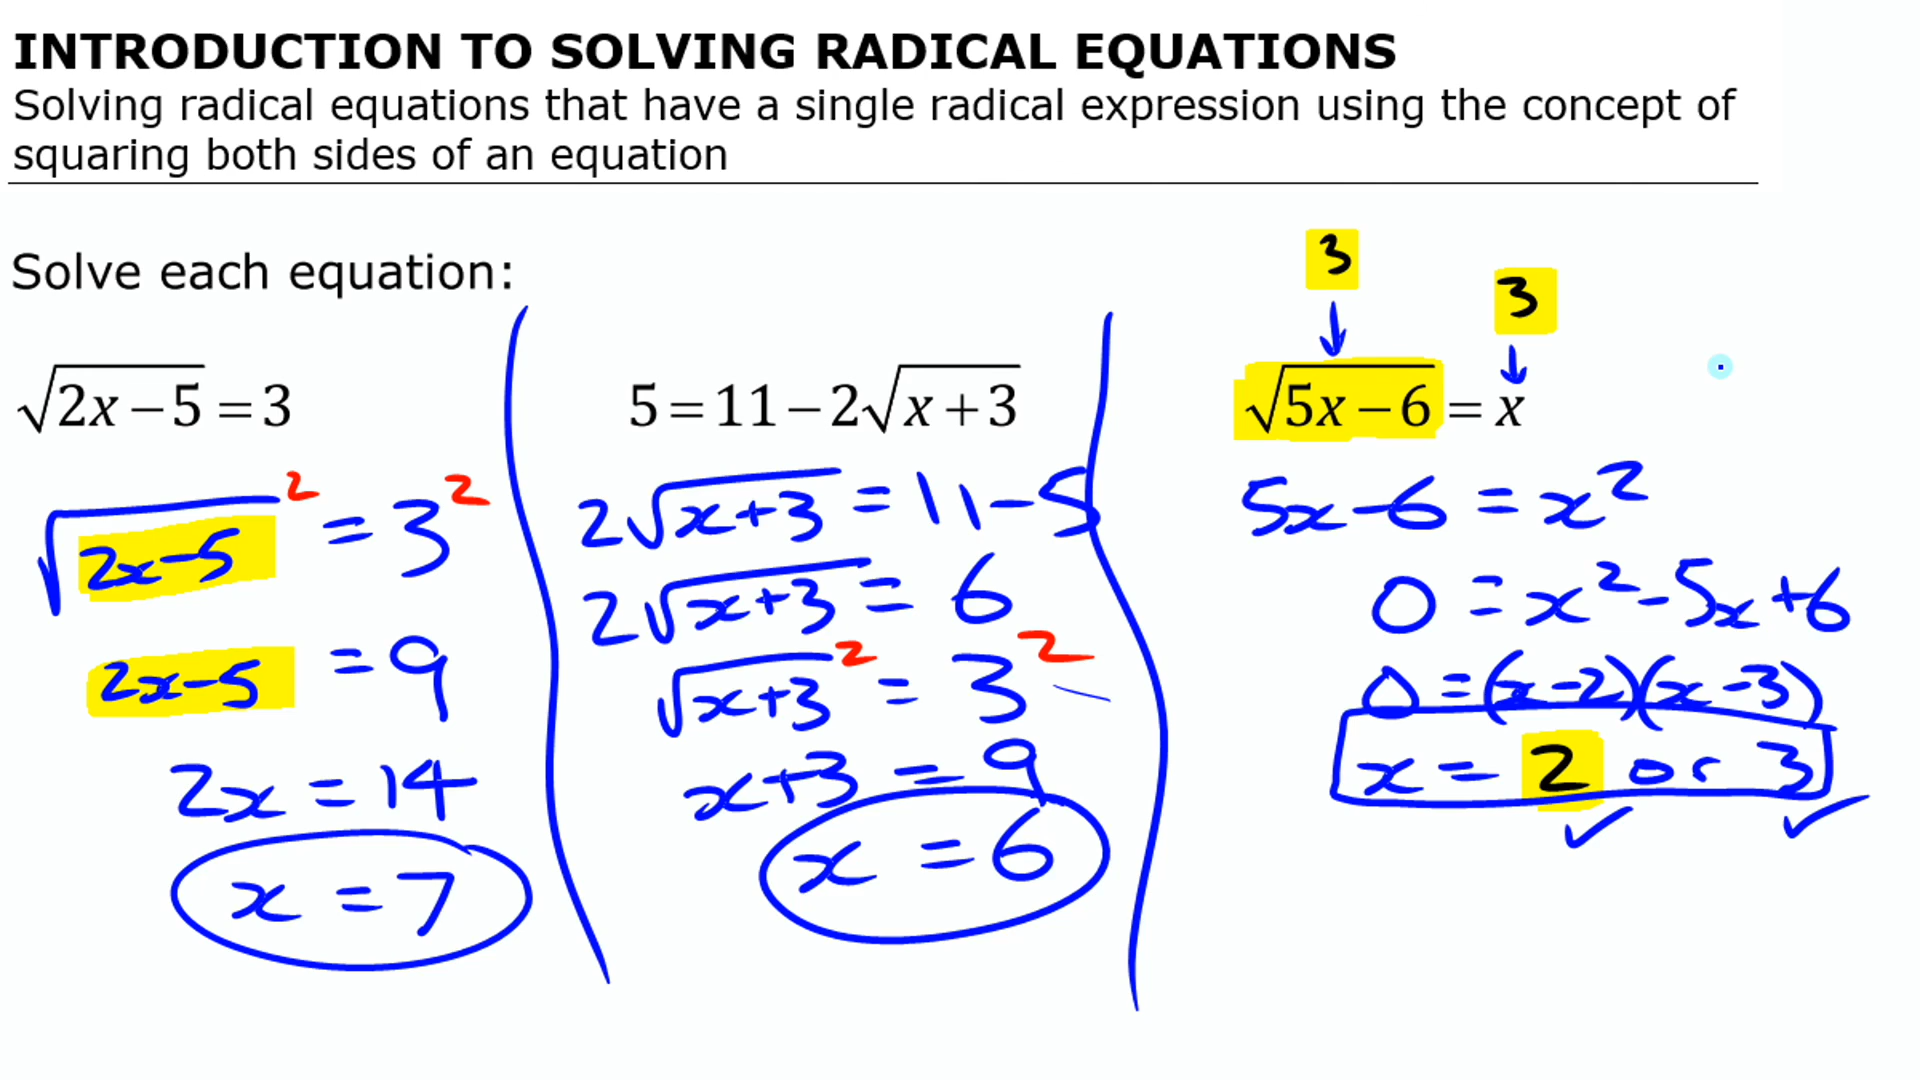 INTRODUCTION TO SOLVING RADICAL EQUATIONS
Solving radical equations that have a single radical expression using the concept of
squaring both sides of an equation
Solve each equation:
√(2x−5) = 3
√(2x−5)² = 3²
2x−5 = 9
2x = 14
x = 7
5 = 11−2√(x+3)
2√(x+3) = 11−5
2√(x+3) = 6
√(x+3)² = 3²
x+3 = 9
x = 6
3
3
√(5x−6) = x
5x−6 = x²
0 = x²−5x+6
0 = (x−2)(x−3)
x = 2 or 3